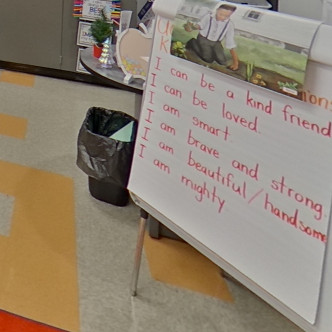 I can be a kind friend
I can be loved.
I am smart.
I am brave and strong
I am beautiful/handsome
I am mighty